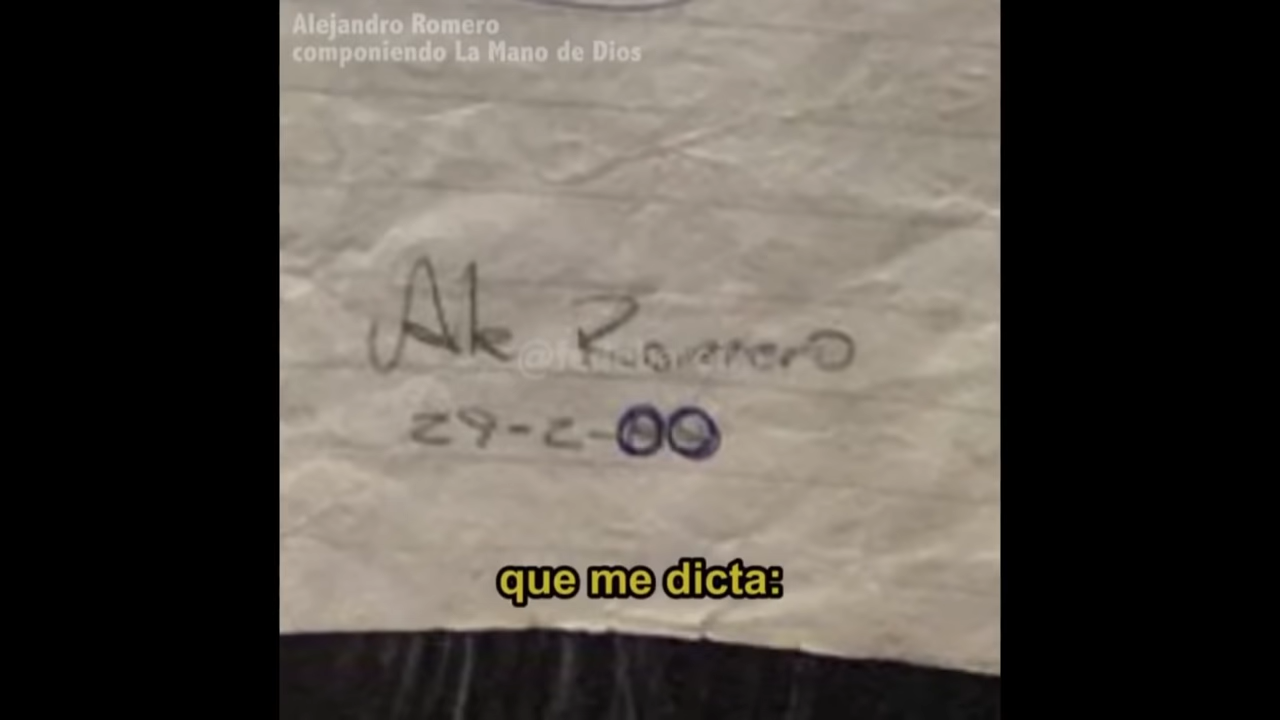 Alejandro Romero
componiendo La Mano de Dios
Ale Romero
29-2-00
que me dicta: